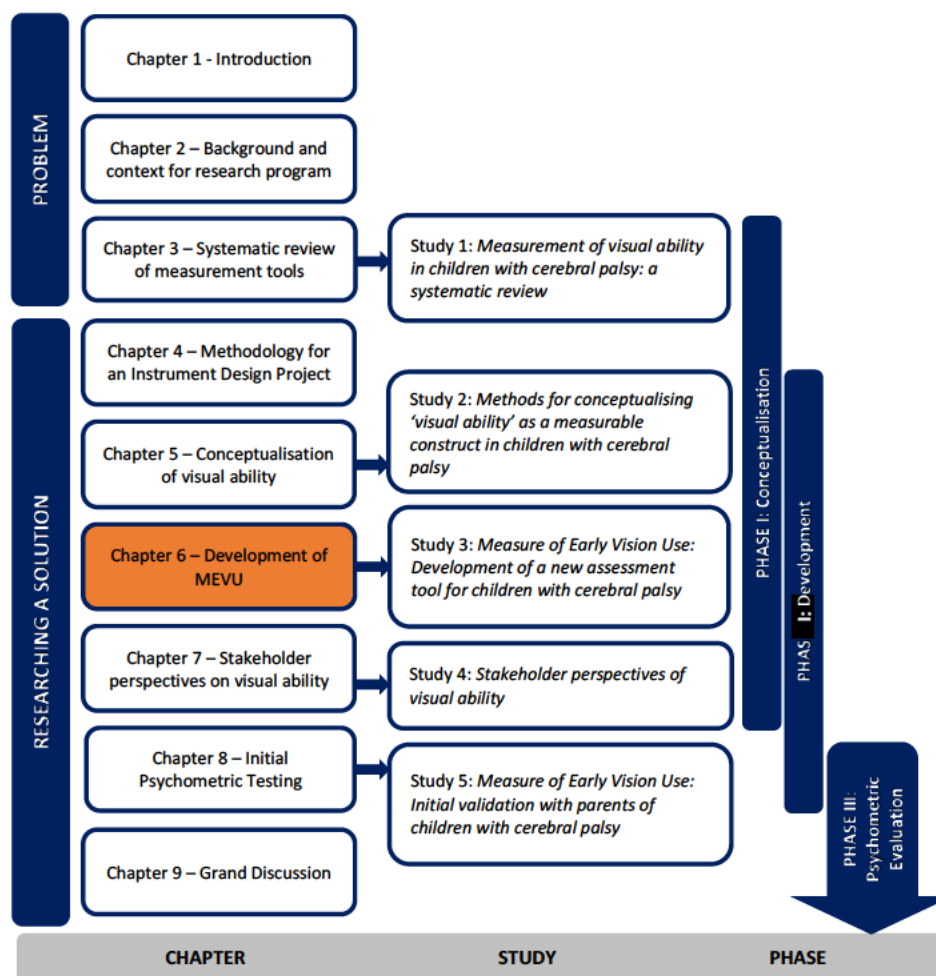 PROBLEM
Chapter 1 - Introduction
Chapter 2 – Background and
context for research program
Chapter 3 – Systematic review
of measurement tools
Study 1: Measurement of visual ability
in children with cerebral palsy: a
systematic review
RESEARCHING A SOLUTION
Chapter 4 – Methodology for
an Instrument Design Project
Chapter 5 – Conceptualisation
of visual ability
Study 2: Methods for conceptualising
‘visual ability’ as a measurable
construct in children with cerebral
palsy
Chapter 6 – Development of
MEVU
Study 3: Measure of Early Vision Use:
Development of a new assessment
tool for children with cerebral palsy
Chapter 7 – Stakeholder
perspectives on visual ability
Study 4: Stakeholder perspectives of
visual ability
Chapter 8 – Initial
Psychometric Testing
Study 5: Measure of Early Vision Use:
Initial validation with parents of
children with cerebral palsy
Chapter 9 – Grand Discussion
PHASE I: Conceptualisation
PHAS I: Development
PHASE III:
Psychometric
Evaluation
CHAPTER STUDY PHASE